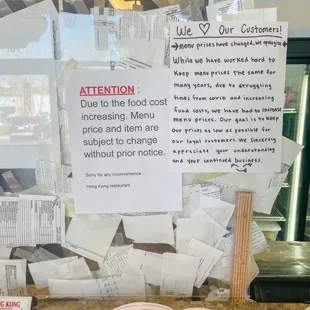 ATTENTION :
Due to the food cost
increasing. Menu
price and item are
subject to change
without prior notice.
Sorry for any inconvenience
Hong Kong restaurant
We ♡ Our Customers!
→ menu prices have changed, we apologize ←
While we have worked hard to
keep menu prices the same for
many years, due to struggling
times from covid and increasing
food costs, we have had to increase
menu prices. Our goal is to keep
our prices as low as possible for
our loyal customers. We sincerely
appreciate your understanding
and your continued business.
HONG KONG